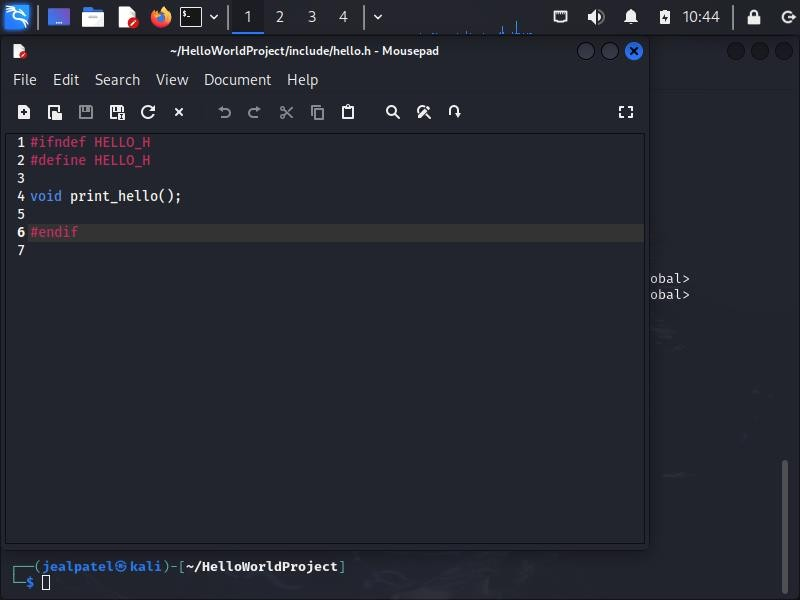 1 2 3 4 10:44
~/HelloWorldProject/include/hello.h - Mousepad
File Edit Search View Document Help
1 #ifndef HELLO_H
2 #define HELLO_H
3
4 void print_hello();
5
6 #endif
7
obal>
obal>
┌──(jealpatel㉿kali)-[~/HelloWorldProject]
└─$